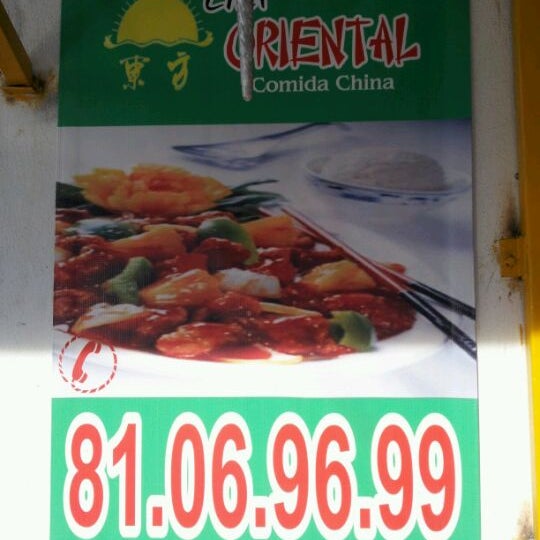 ORIENTAL
東方
Comida China
81.06.96.99